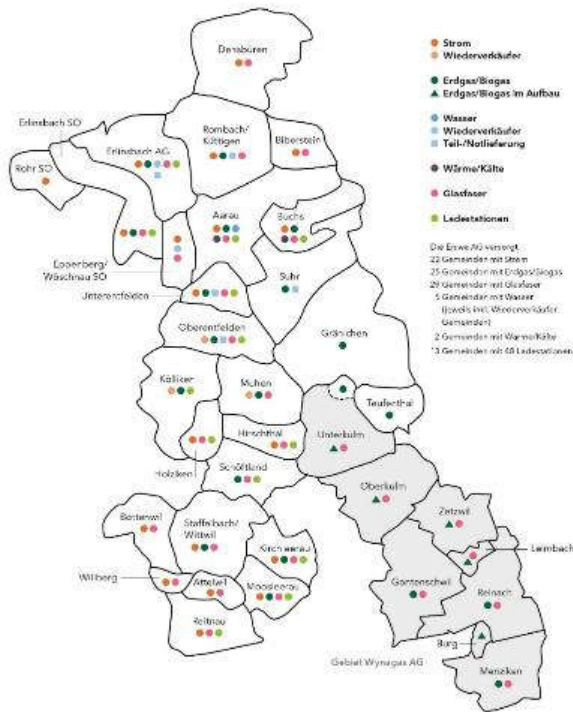 Densbüren
Strom
Wiederverkäufer
Erdgas/Biogas
Erdgas/Biogas im Aufbau
Wasser
Wiederverkäufer
Teil-/Notlieferung
Wärme/Kälte
Glasfaser
Ladestationen
Die Eniwa AG versorgt
22 Gemeinden mit Strom
25 Gemeinden mit Erdgas/Biogas
29 Gemeinden mit Glasfaser
5 Gemeinden mit Wasser
(jeweils inkl. Wiederverkäufer
Gemeinden)
2 Gemeinden mit Wärme/Kälte
13 Gemeinden mit 48 Ladestationen
Erlinsbach SO
Erlinsbach AG
Rombach/
Küttigen
Biberstein
Rohr SO
Aarau
Buchs
Eppenberg/
Wöschnau SO
Unterentfelden
Suhr
Oberentfelden
Gränichen
Kölliken
Muhen
Teufenthal
Hirschthal
Unterkulm
Holziken
Schöftland
Oberkulm
Bottenwil
Staffelbach/
Wittwil
Zetzwil
Kirchleerau
Leimbach
Wiliberg
Attelwil
Moosleerau
Gontenschwil
Reinach
Reitnau
Burg
Gebiet Wynagas AG
Menziken